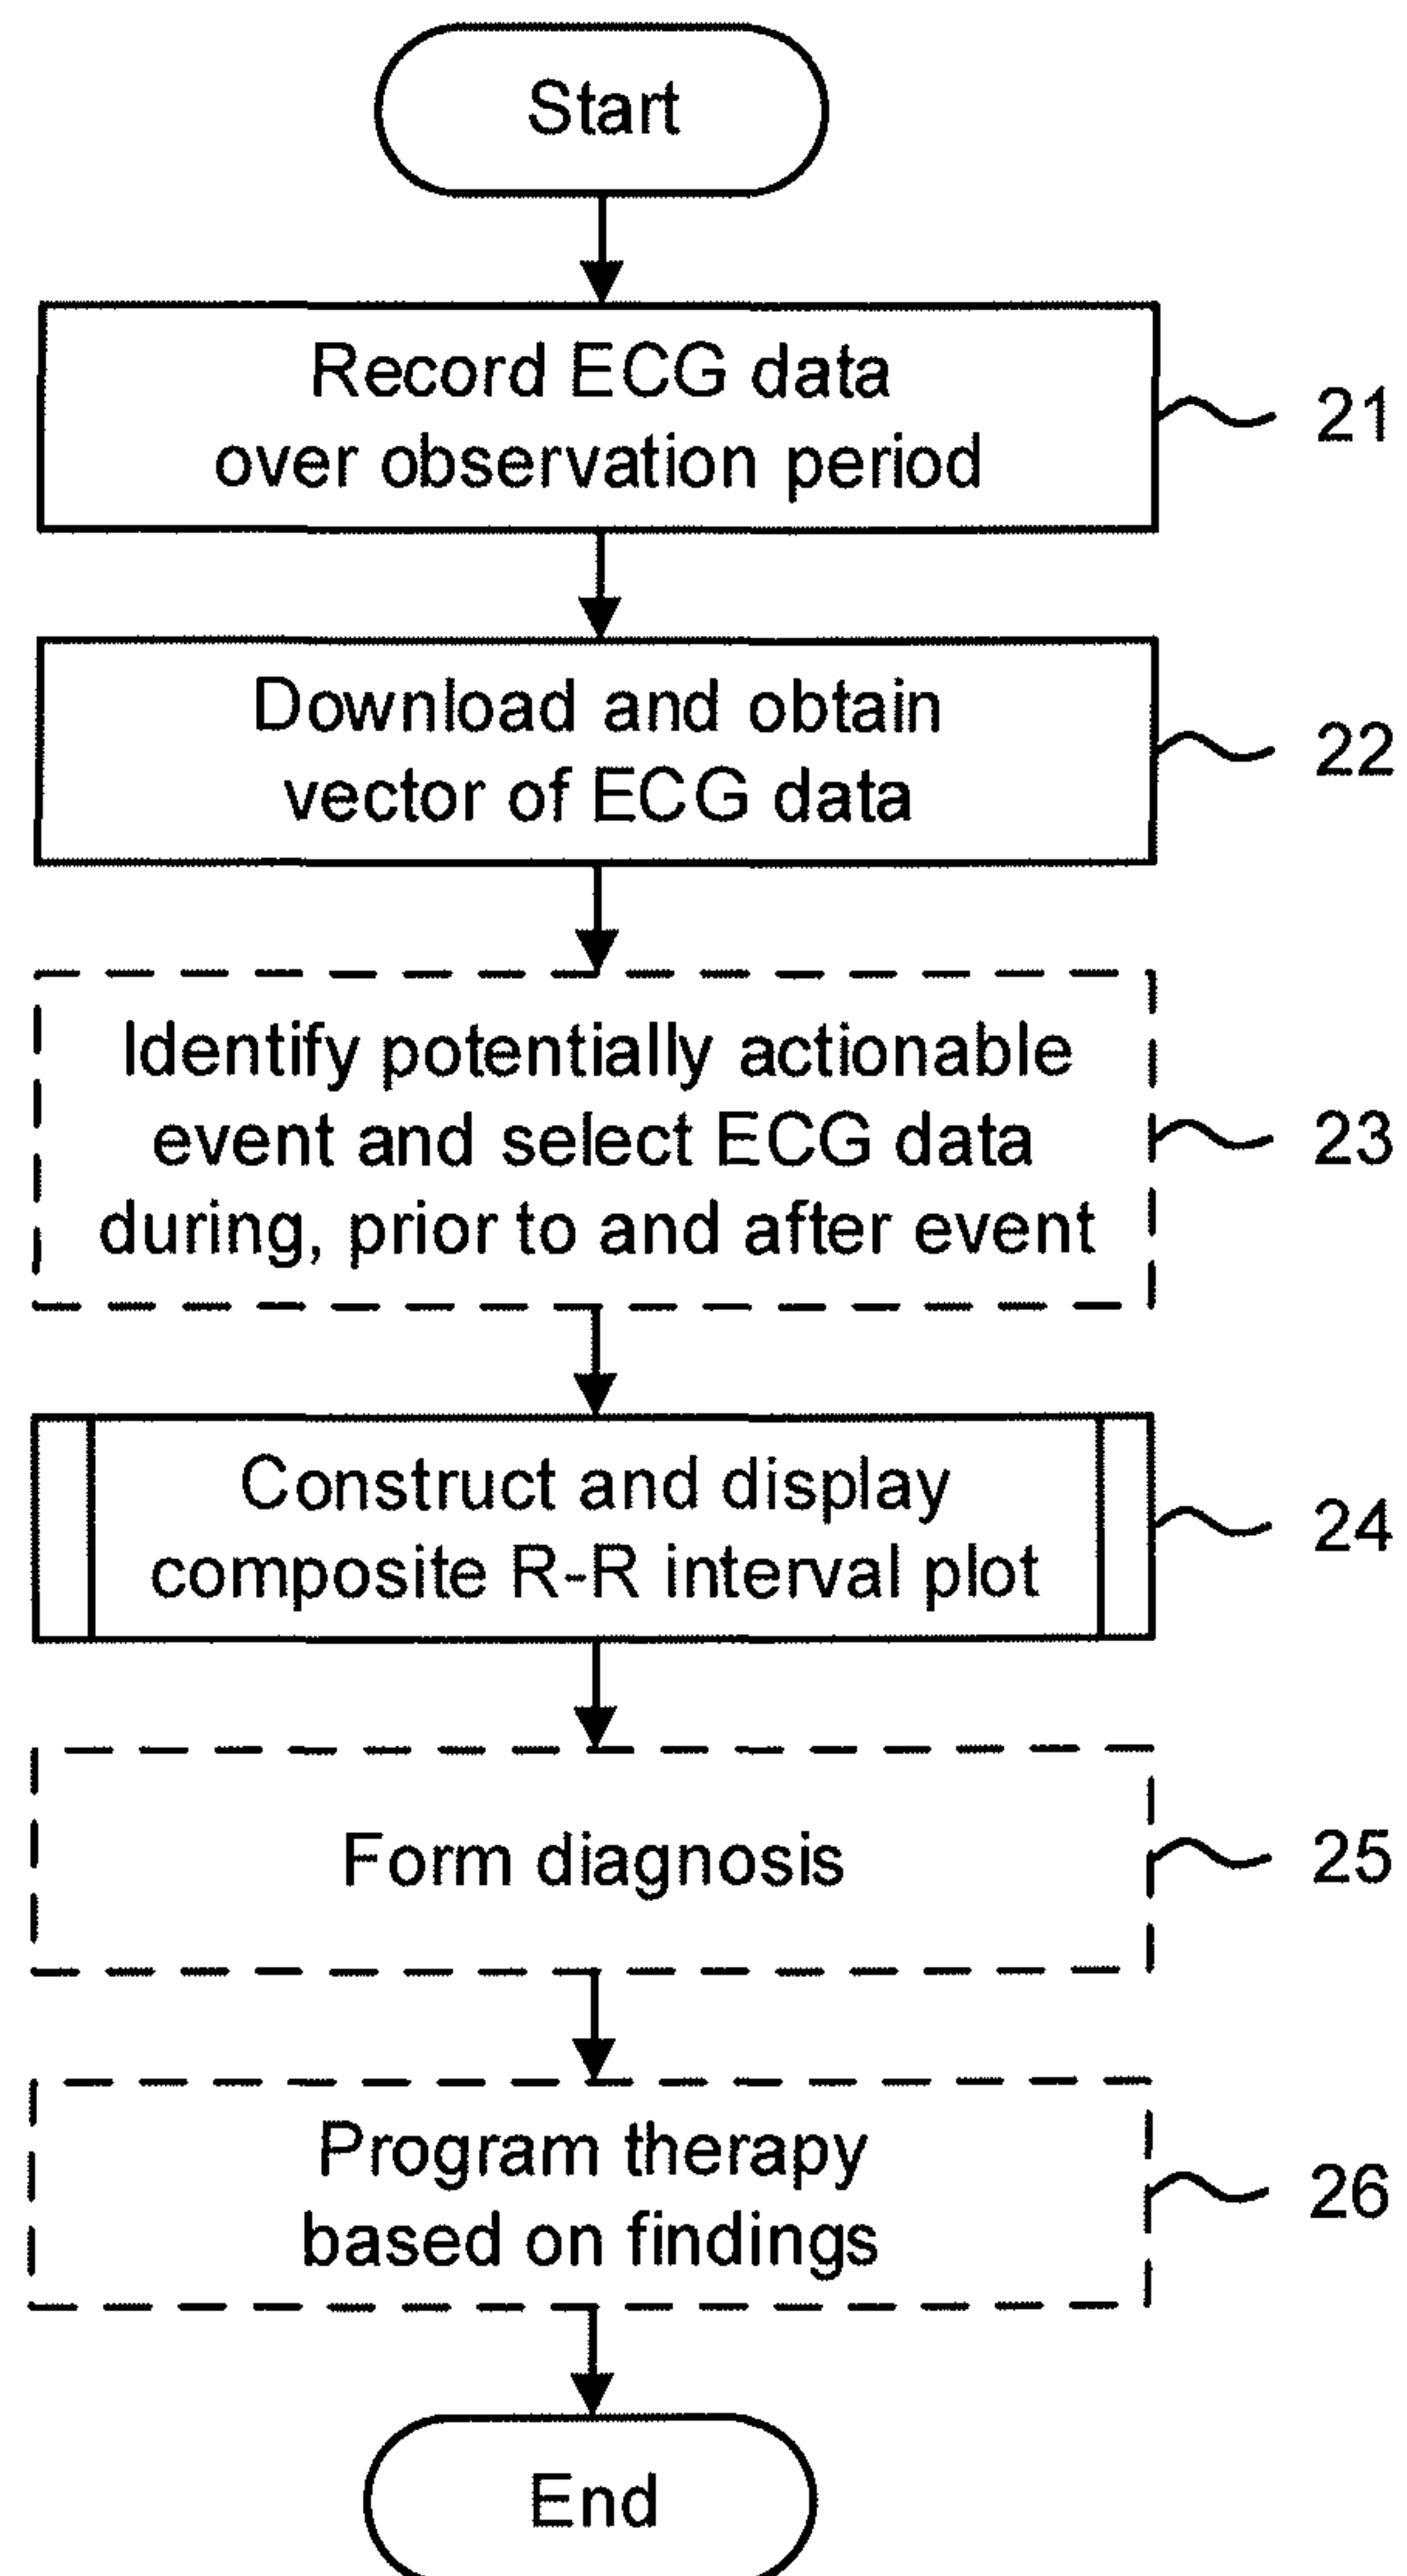 Start
Record ECG data
over observation period
21
Download and obtain
vector of ECG data
22
Identify potentially actionable
event and select ECG data
during, prior to and after event
23
Construct and display
composite R-R interval plot
24
Form diagnosis
25
Program therapy
based on findings
26
End